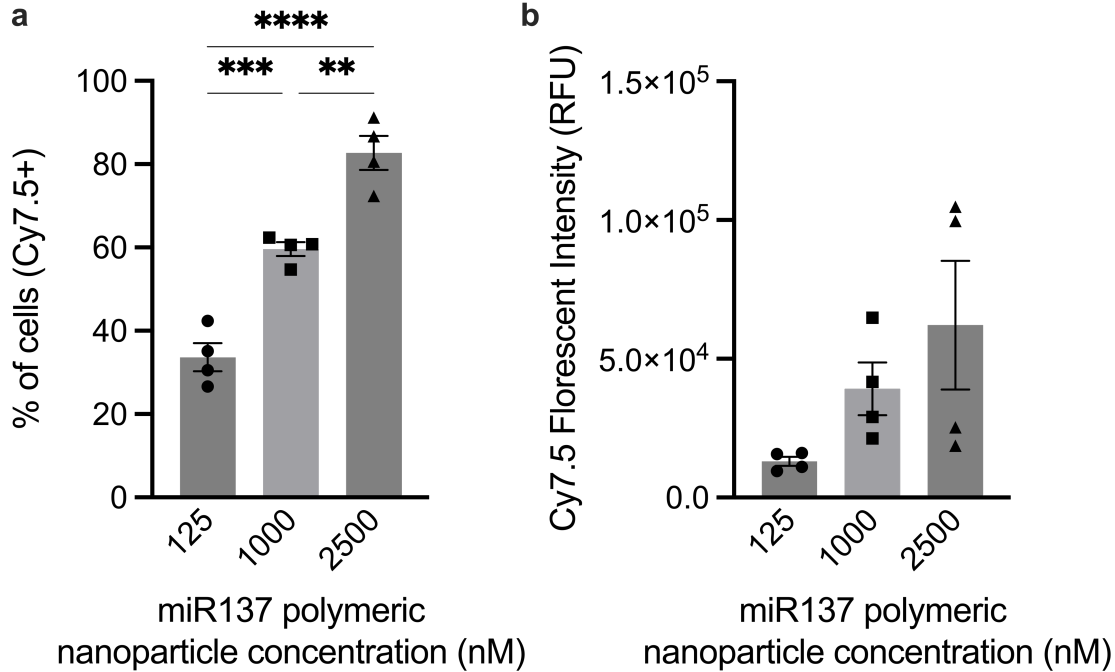 a
****
*** **
% of cells (Cy7.5+)
100
80
60
40
20
0
125
1000
2500
miR137 polymeric
nanoparticle concentration (nM)
b
Cy7.5 Florescent Intensity (RFU)
1.5×10⁵
1.0×10⁵
5.0×10⁴
0.0
125
1000
2500
miR137 polymeric
nanoparticle concentration (nM)